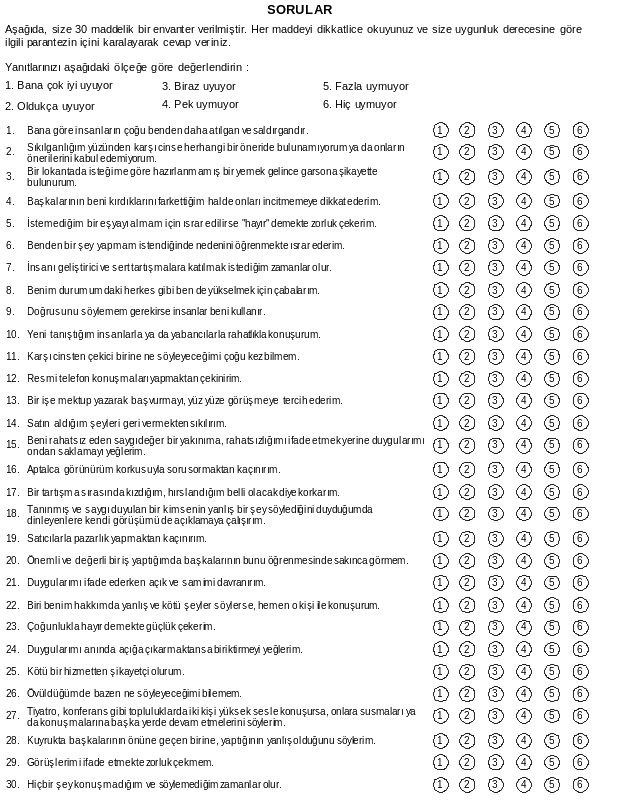 SORULAR
Aşağıda, size 30 maddelik bir envanter verilmiştir. Her maddeyi dikkatlice okuyunuz ve size uygunluk derecesine göre
ilgili parantezin içini karalayarak cevap veriniz.
Yanıtlarınızı aşağıdaki ölçeğe göre değerlendirin :
1. Bana çok iyi uyuyor 3. Biraz uyuyor 5. Fazla uymuyor
2. Oldukça uyuyor 4. Pek uymuyor 6. Hiç uymuyor
1. Bana göre insanların çoğu benden daha atılgan ve saldırgandır. 1 2 3 4 5 6
2. Sıkılganlığım yüzünden karşı cinse herhangi bir öneride bulunamıyorum ya da onların
önerilerini kabul edemiyorum. 1 2 3 4 5 6
3. Bir lokantada isteğime göre hazırlanmamış bir yemek gelince garsona şikayette
bulunurum. 1 2 3 4 5 6
4. Başkalarının beni kırdıklarını farkettiğim halde onları incitmemeye dikkat ederim. 1 2 3 4 5 6
5. İstemediğim bir eşyayı almam için ısrar edilirse "hayır" demekte zorluk çekerim. 1 2 3 4 5 6
6. Benden bir şey yapmam istendiğinde nedenini öğrenmekte ısrar ederim. 1 2 3 4 5 6
7. İnsanı geliştirici ve sert tartışmalara katılmak istediğim zamanlar olur. 1 2 3 4 5 6
8. Benim durumumdaki herkes gibi ben de yükselmek için çabalarım. 1 2 3 4 5 6
9. Doğrusunu söylemem gerekirse insanlar beni kullanır. 1 2 3 4 5 6
10. Yeni tanıştığım insanlarla ya da yabancılarla rahatlıkla konuşurum. 1 2 3 4 5 6
11. Karşı cinsten çekici birine ne söyleyeceğimi çoğu kez bilmem. 1 2 3 4 5 6
12. Resmi telefon konuşmaları yapmaktan çekinirim. 1 2 3 4 5 6
13. Bir işe mektup yazarak başvurmayı, yüz yüze görüşmeye tercih ederim. 1 2 3 4 5 6
14. Satın aldığım şeyleri geri vermekten sıkılırım. 1 2 3 4 5 6
15. Beni rahatsız eden saygıdeğer bir yakınıma, rahatsızlığımı ifade etmek yerine duygularımı
ondan saklamayı yeğlerim. 1 2 3 4 5 6
16. Aptalca görünürüm korkusuyla soru sormaktan kaçınırım. 1 2 3 4 5 6
17. Bir tartışma sırasında kızdığım, hırslandığım belli olacak diye korkarım. 1 2 3 4 5 6
18. Tanınmış ve saygı duyulan bir kimsenin yanlış bir şey söylediğini duyduğumda
dinleyenlere kendi görüşümü de açıklamaya çalışırım. 1 2 3 4 5 6
19. Satıcılarla pazarlık yapmaktan kaçınırım. 1 2 3 4 5 6
20. Önemli ve değerli bir iş yaptığımda başkalarının bunu öğrenmesinde sakınca görmem. 1 2 3 4 5 6
21. Duygularımı ifade ederken açık ve samimi davranırım. 1 2 3 4 5 6
22. Biri benim hakkımda yanlış ve kötü şeyler söylerse, hemen o kişi ile konuşurum. 1 2 3 4 5 6
23. Çoğunlukla hayır demekte güçlük çekerim. 1 2 3 4 5 6
24. Duygularımı anında açığa çıkarmaktansa biriktirmeyi yeğlerim. 1 2 3 4 5 6
25. Kötü bir hizmetten şikayetçi olurum. 1 2 3 4 5 6
26. Övüldüğümde bazen ne söyleyeceğimi bilemem. 1 2 3 4 5 6
27. Tiyatro, konferans gibi topluluklarda iki kişi yüksek sesle konuşursa, onlara susmaları ya
da konuşmalarına başka yerde devam etmelerini söylerim. 1 2 3 4 5 6
28. Kuyrukta başkalarının önüne geçen birine, yaptığının yanlış olduğunu söylerim. 1 2 3 4 5 6
29. Görüşlerimi ifade etmekte zorluk çekmem. 1 2 3 4 5 6
30. Hiçbir şey konuşmadığım ve söylemediğim zamanlar olur. 1 2 3 4 5 6